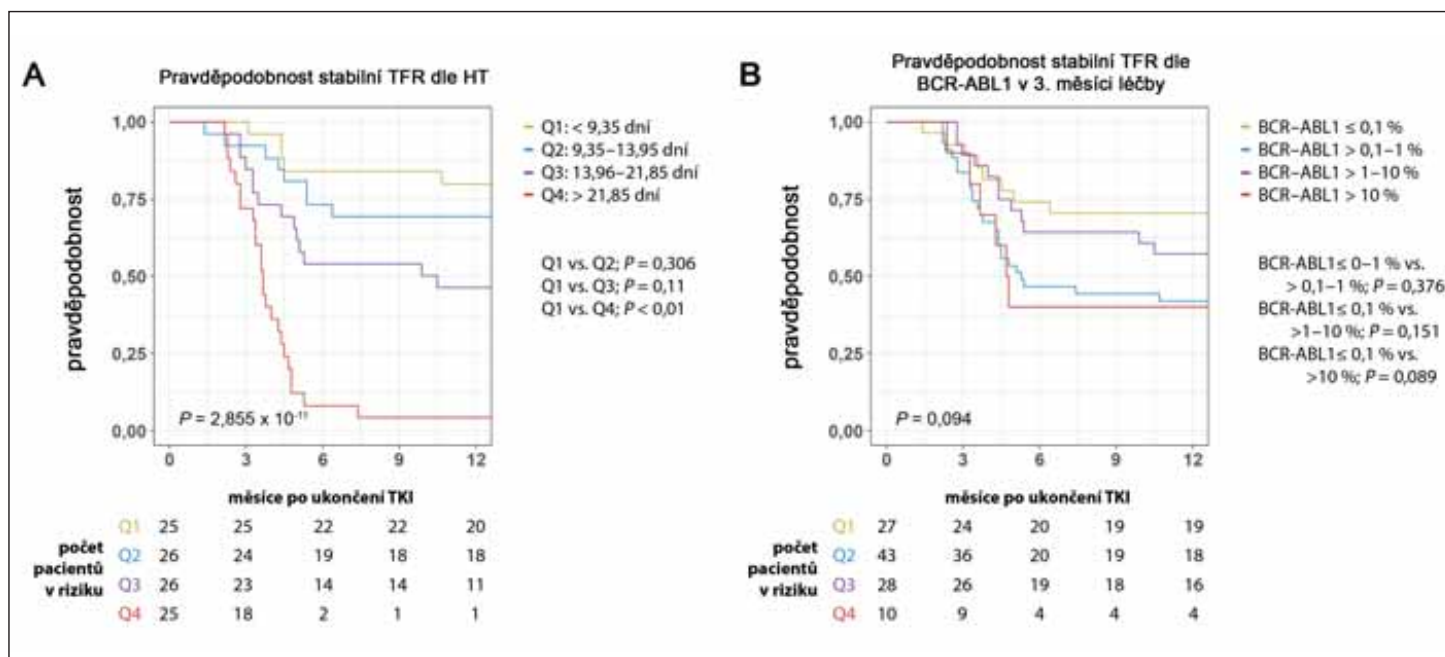 A
Pravděpodobnost stabilní TFR dle HT
pravděpodobnost
1,00
0,75
0,50
0,25
0,00
P = 2,855 x 10⁻¹¹
0 3 6 9 12
měsíce po ukončení TKI
Q1: < 9,35 dní
Q2: 9,35–13,95 dní
Q3: 13,96–21,85 dní
Q4: > 21,85 dní
Q1 vs. Q2; P = 0,306
Q1 vs. Q3; P = 0,11
Q1 vs. Q4; P < 0,01
počet
pacientů
v riziku
Q1 25 25 22 22 20
Q2 26 24 19 18 18
Q3 26 23 14 14 11
Q4 25 18 2 1 1
B
Pravděpodobnost stabilní TFR dle
BCR-ABL1 v 3. měsíci léčby
pravděpodobnost
1,00
0,75
0,50
0,25
0,00
P = 0,094
0 3 6 9 12
měsíce po ukončení TKI
BCR–ABL1 ≤ 0,1 %
BCR–ABL1 > 0,1–1 %
BCR–ABL1 > 1–10 %
BCR–ABL1 > 10 %
BCR-ABL1≤ 0–1 % vs.
> 0,1–1 %; P = 0,376
BCR-ABL1≤ 0,1 % vs.
>1–10 %; P = 0,151
BCR-ABL1≤ 0,1 % vs.
>10 %; P = 0,089
počet
pacientů
v riziku
Q1 27 24 20 19 19
Q2 43 36 20 19 18
Q3 28 26 19 18 16
Q4 10 9 4 4 4